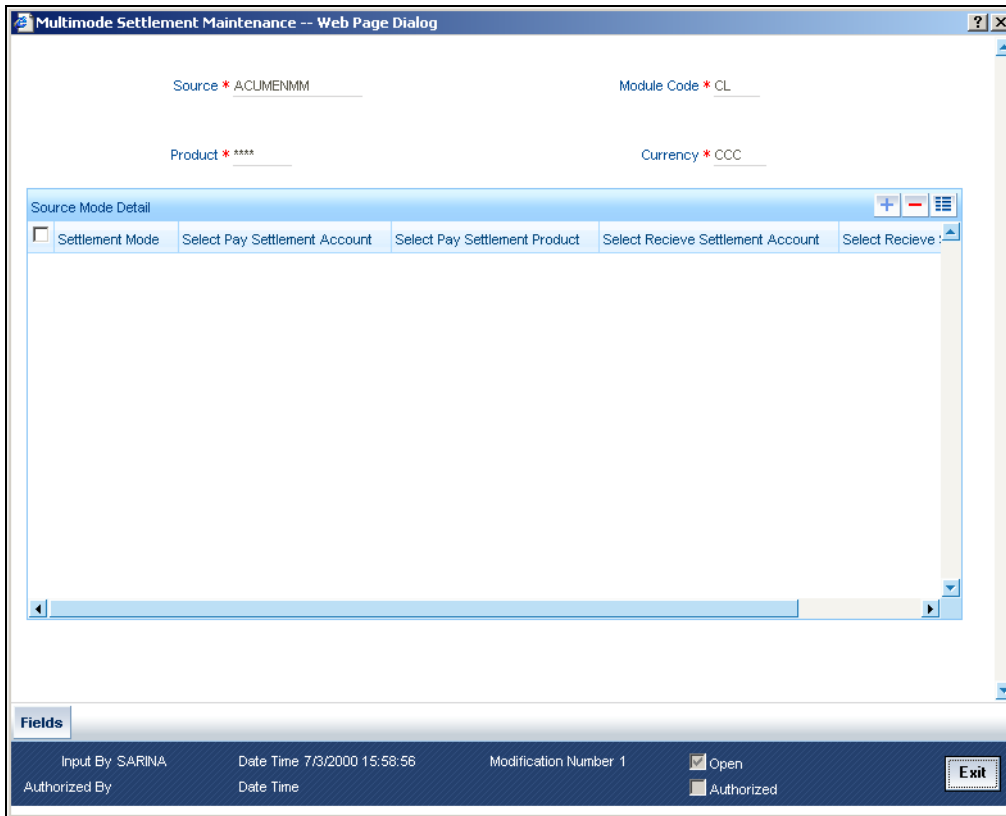 Multimode Settlement Maintenance -- Web Page Dialog
Source * ACUMENMM
Module Code * CL
Product * ****
Currency * CCC
Source Mode Detail
Settlement Mode
Select Pay Settlement Account
Select Pay Settlement Product
Select Recieve Settlement Account
Select Recieve
Fields
Input By SARINA
Date Time 7/3/2000 15:58:56
Modification Number 1
Open
Exit
Authorized By
Date Time
Authorized